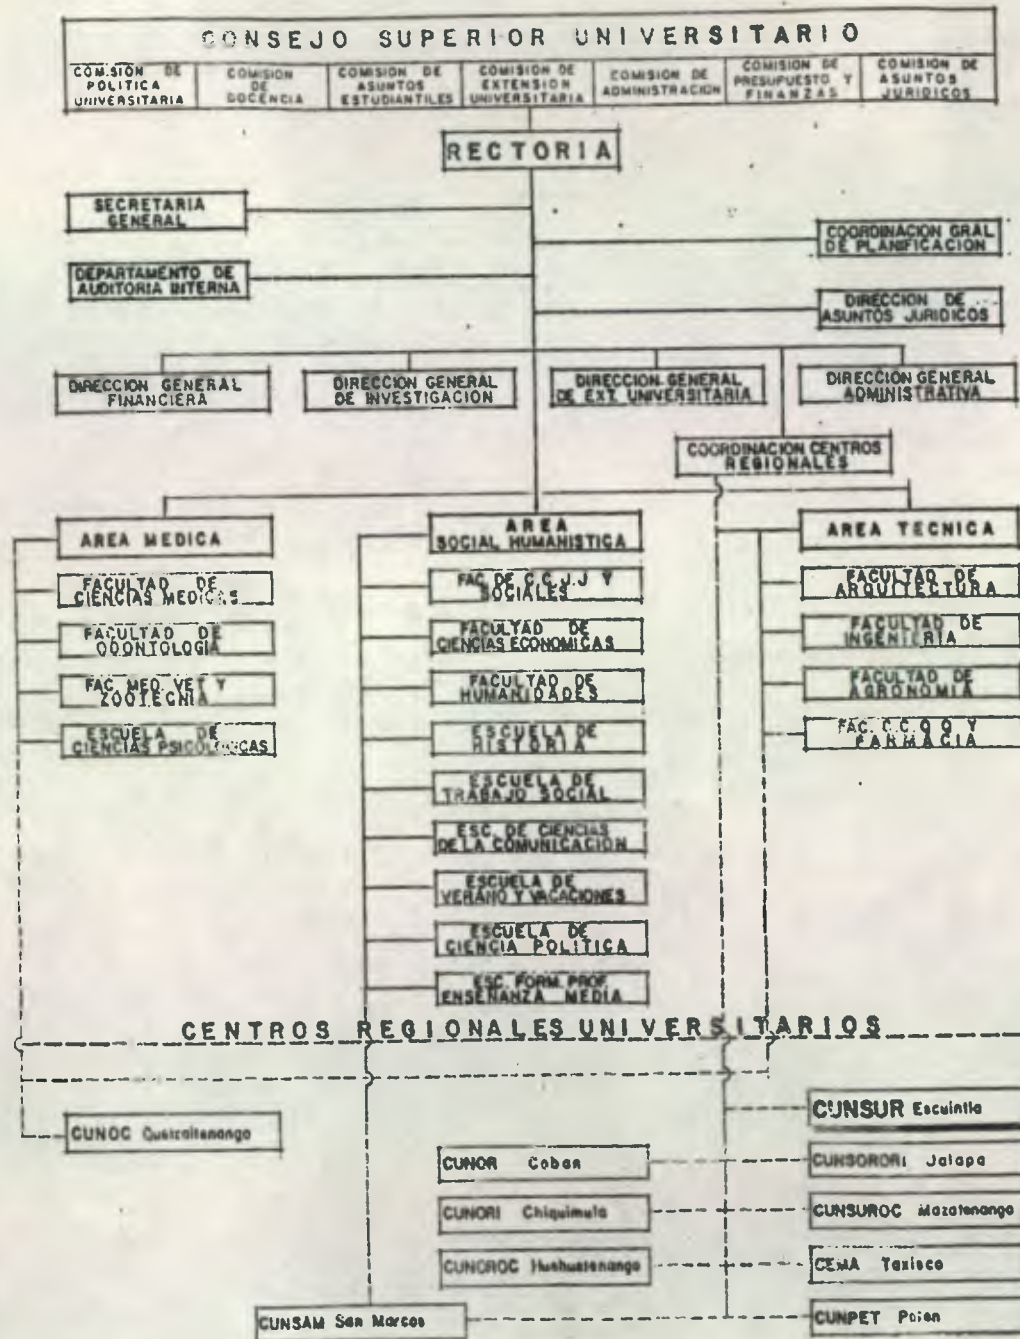 CONSEJO SUPERIOR UNIVERSITARIO
COMISION DE
POLITICA
UNIVERSITARIA
COMISION
DE
DOCENCIA
COMISION DE
ASUNTOS
ESTUDIANTILES
COMISION DE
EXTENSION
UNIVERSITARIA
COMISION DE
ADMINISTRACION
COMISION DE
PRESUPUESTO Y
FINANZAS
COMISION DE
ASUNTOS
JURIDICOS
RECTORIA
SECRETARIA
GENERAL
COORDINACION GRAL
DE PLANIFICACION
DEPARTAMENTO DE
AUDITORIA INTERNA
DIRECCION DE
ASUNTOS JURIDICOS
DIRECCION GENERAL
FINANCIERA
DIRECCION GENERAL
DE INVESTIGACION
DIRECCION GENERAL
DE EXT. UNIVERSITARIA
DIRECCION GENERAL
ADMINISTRATIVA
COORDINACION CENTROS
REGIONALES
AREA MEDICA
AREA
SOCIAL HUMANISTICA
AREA TECNICA
FACULTAD DE
CIENCIAS MEDICAS
FACULTAD DE
ODONTOLOGIA
FAC. MED. VET. Y
ZOOTECNIA
ESCUELA DE
CIENCIAS PSICOLOGICAS
FAC. DE C.C.J.J Y
SOCIALES
FACULTAD DE
CIENCIAS ECONOMICAS
FACULTAD DE
HUMANIDADES
ESCUELA DE
HISTORIA
ESCUELA DE
TRABAJO SOCIAL
ESC. DE CIENCIAS
DE LA COMUNICACION
ESCUELA DE
VERANO Y VACACIONES
ESCUELA DE
CIENCIA POLITICA
ESC. FORM. PROF.
ENSEÑANZA MEDIA
FACULTAD DE
ARQUITECTURA
FACULTAD DE
INGENIERIA
FACULTAD DE
AGRONOMIA
FAC. C.C.Q Q Y
FARMACIA
CENTROS REGIONALES UNIVERSITARIOS
CUNOC Quetzaltenango
CUNSUR Escuintla
CUNOR Coban
CUNSORORI Jalapa
CUNORI Chiquimula
CUNSUROC Mazatenango
CUNOROC Huehuetenango
CEMA Taxisco
CUNSAM San Marcos
CUNPET Peten